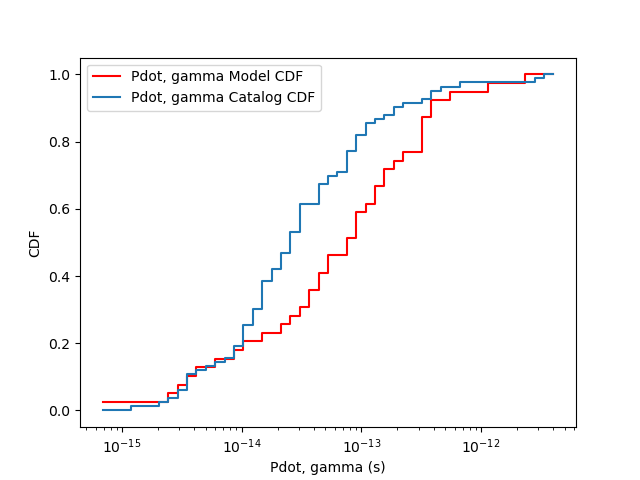 Pdot, gamma Model CDF
Pdot, gamma Catalog CDF
1.0
0.8
0.6
0.4
0.2
0.0
CDF
10⁻¹⁵
10⁻¹⁴
10⁻¹³
10⁻¹²
Pdot, gamma (s)